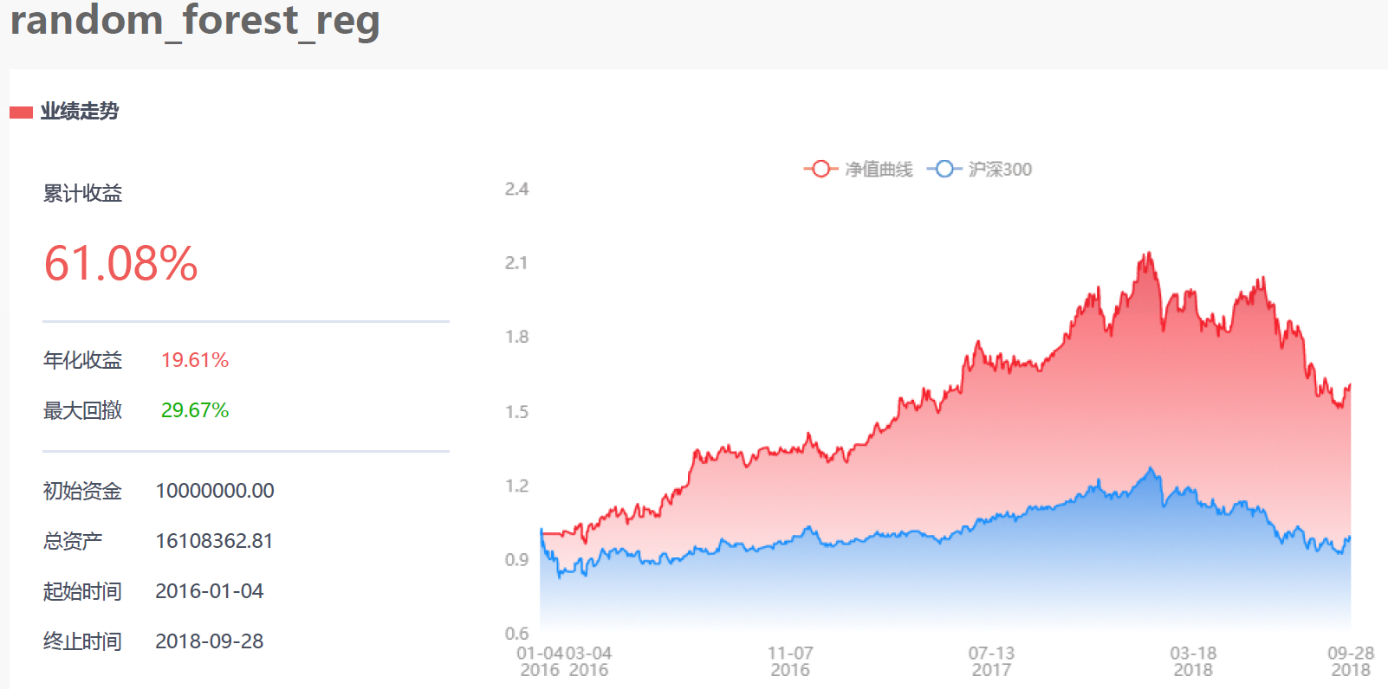 random_forest_reg
业绩走势
累计收益
61.08%
年化收益 19.61%
最大回撤 29.67%
初始资金 10000000.00
总资产 16108362.81
起始时间 2016-01-04
终止时间 2018-09-28
净值曲线 沪深300
2.4
2.1
1.8
1.5
1.2
0.9
0.6
01-04 03-04 11-07 07-13 03-18 09-28
2016 2016 2016 2017 2018 2018